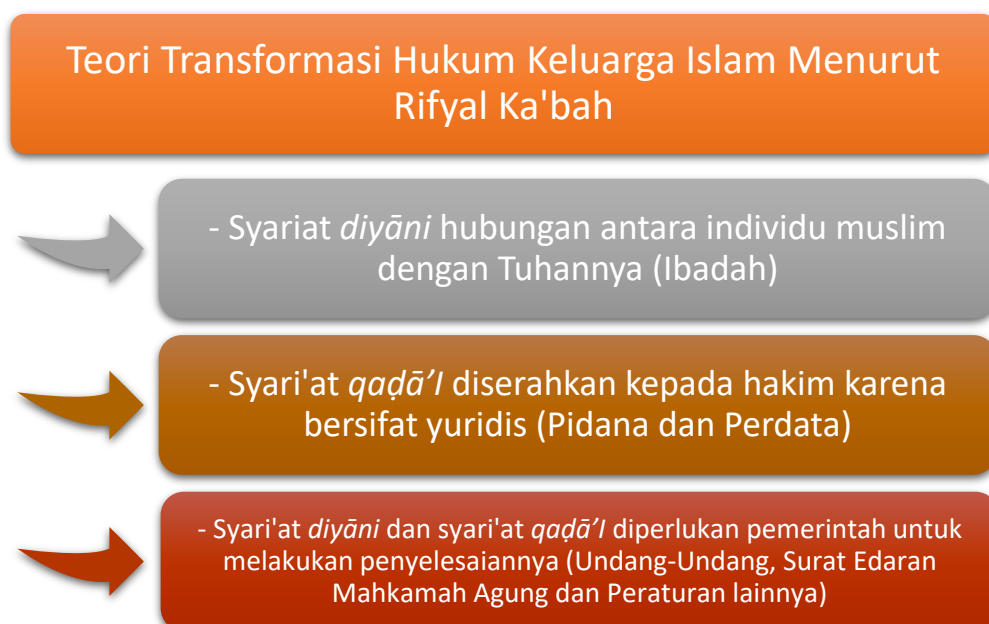 Teori Transformasi Hukum Keluarga Islam Menurut
Rifyal Ka'bah
- Syariat diyāni hubungan antara individu muslim
dengan Tuhannya (Ibadah)
- Syari'at qaḍā’I diserahkan kepada hakim karena
bersifat yuridis (Pidana dan Perdata)
- Syari'at diyāni dan syari'at qaḍā’I diperlukan pemerintah untuk
melakukan penyelesaiannya (Undang-Undang, Surat Edaran
Mahkamah Agung dan Peraturan lainnya)